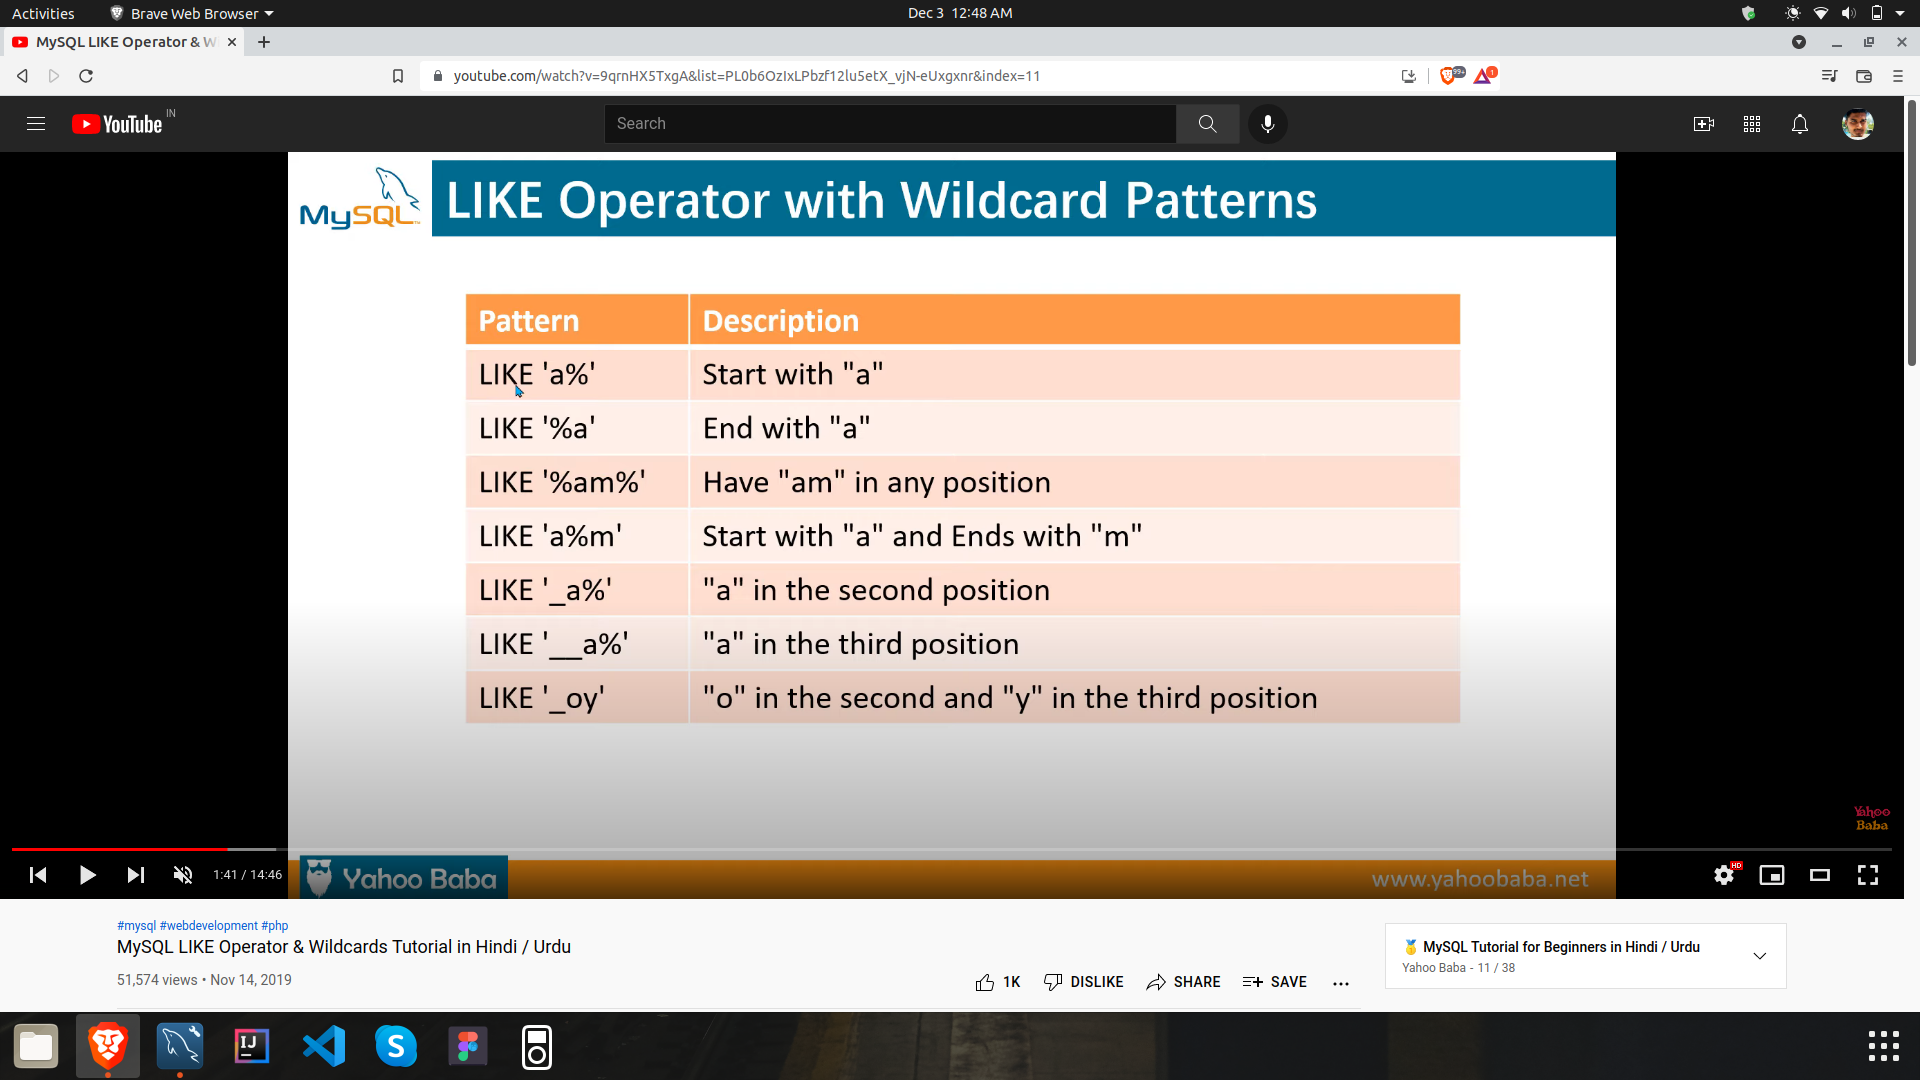 Activities
Brave Web Browser
Dec 3 12:48 AM
MySQL LIKE Operator & W
youtube.com/watch?v=9qrnHX5TxgA&list=PL0b6OzIxLPbzf12lu5etX_vjN-eUxgxnr&index=11
99+
1
YouTube IN
Search
MySQL
LIKE Operator with Wildcard Patterns
Pattern Description
LIKE 'a%' Start with "a"
LIKE '%a' End with "a"
LIKE '%am%' Have "am" in any position
LIKE 'a%m' Start with "a" and Ends with "m"
LIKE '_a%' "a" in the second position
LIKE '__a%' "a" in the third position
LIKE '_oy' "o" in the second and "y" in the third position
Yahoo
Baba
1:41 / 14:46
HD
Yahoo Baba
www.yahoobaba.net
#mysql #webdevelopment #php
MySQL LIKE Operator & Wildcards Tutorial in Hindi / Urdu
51,574 views • Nov 14, 2019
1K
DISLIKE
SHARE
SAVE
MySQL Tutorial for Beginners in Hindi / Urdu
Yahoo Baba - 11 / 38
IJ
S